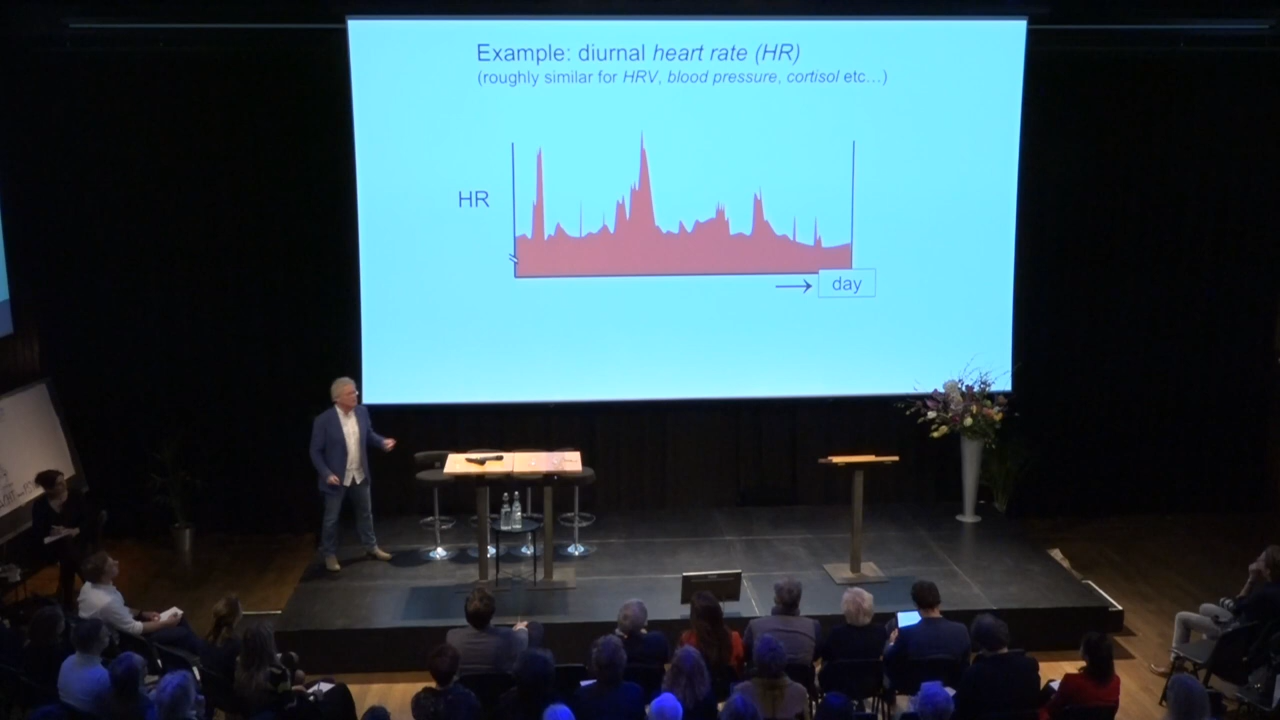 Example: diurnal heart rate (HR)
(roughly similar for HRV, blood pressure, cortisol etc…)
HR
day